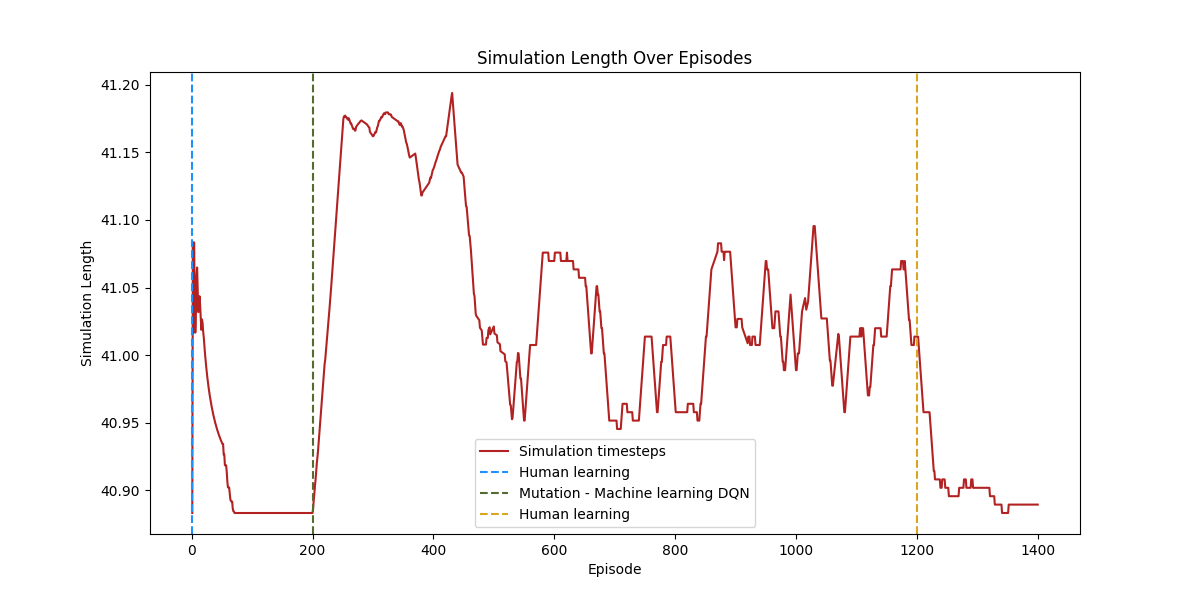 Simulation Length Over Episodes
41.20
41.15
41.10
41.05
41.00
40.95
40.90
Simulation Length
Simulation timesteps
Human learning
Mutation - Machine learning DQN
Human learning
0 200 400 600 800 1000 1200 1400
Episode